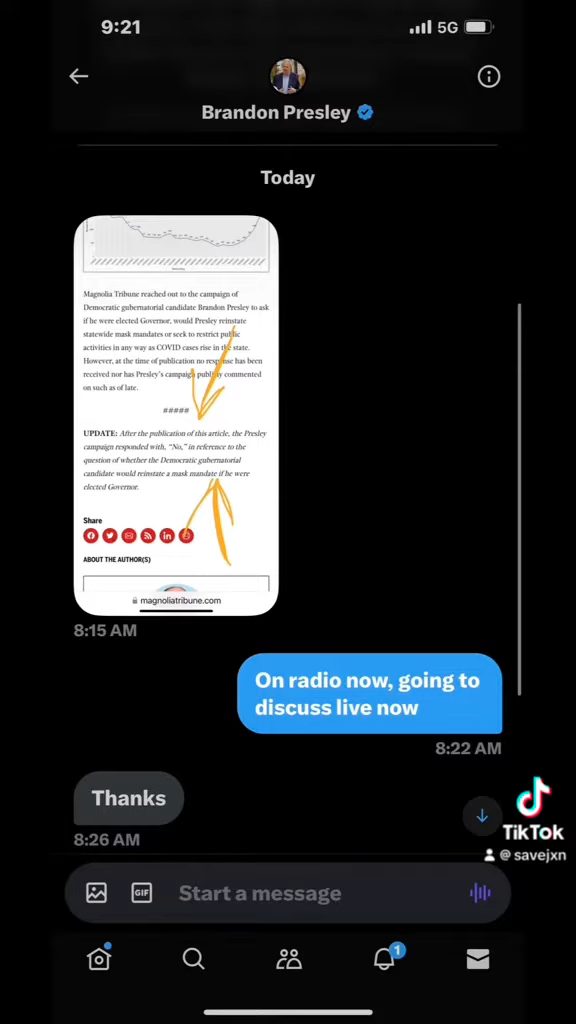 9:21
5G
Brandon Presley
Today
Magnolia Tribune reached out to the campaign of
Democratic gubernatorial candidate Brandon Presley to ask
if he were elected Governor, would Presley reinstate
statewide mask mandates or seek to restrict public
activities in any way as COVID cases rise in the state.
However, at the time of publication no response has been
received nor has Presley's campaign publicly commented
on such as of late.
#####
UPDATE: After the publication of this article, the Presley
campaign responded with, "No," in reference to the
question of whether the Democratic gubernatorial
candidate would reinstate a mask mandate if he were
elected Governor.
Share
ABOUT THE AUTHOR(S)
magnoliatribune.com
8:15 AM
On radio now, going to
discuss live now
8:22 AM
Thanks
8:26 AM
TikTok
@ savejxn
GIF
Start a message
1